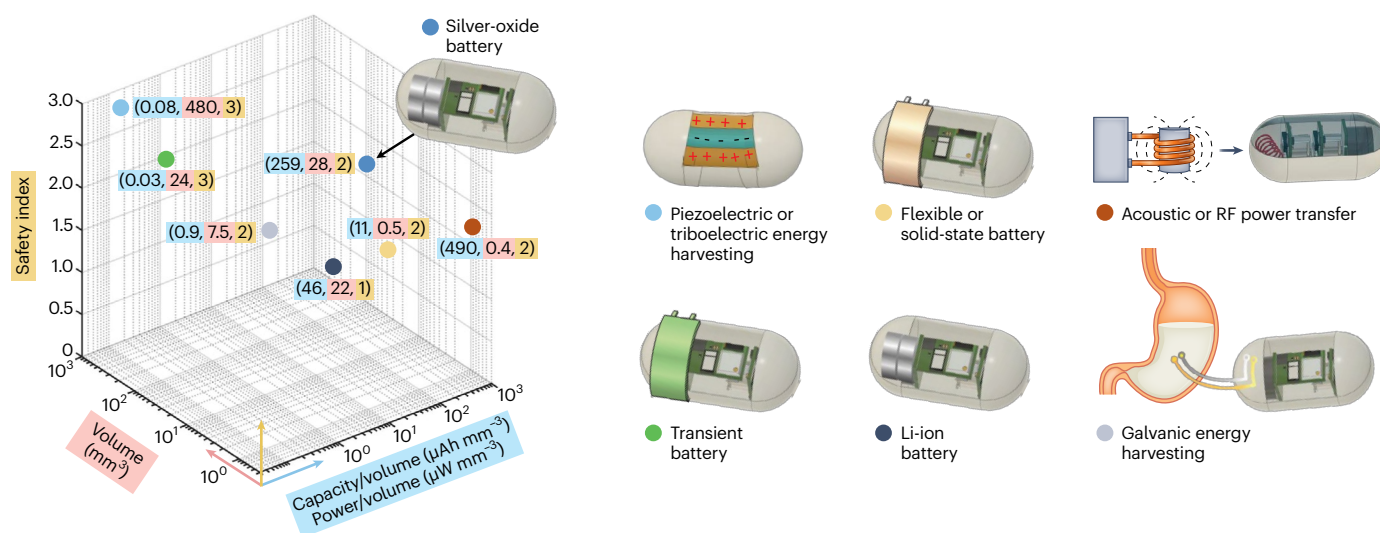 Silver-oxide
battery
Safety index
3.0
2.5
2.0
1.5
1.0
0.5
0
(0.08, 480, 3)
(0.03, 24, 3)
(259, 28, 2)
(0.9, 7.5, 2)
(11, 0.5, 2)
(490, 0.4, 2)
(46, 22, 1)
10³
10²
10¹
10⁰
Volume
(mm³)
10⁰
10¹
10²
10³
Capacity/volume (µAh mm⁻³)
Power/volume (µW mm⁻³)
+ + + +
- - - - -
+ + + +
Piezoelectric or
triboelectric energy
harvesting
Flexible or
solid-state battery
Acoustic or RF power transfer
Transient
battery
Li-ion
battery
Galvanic energy
harvesting